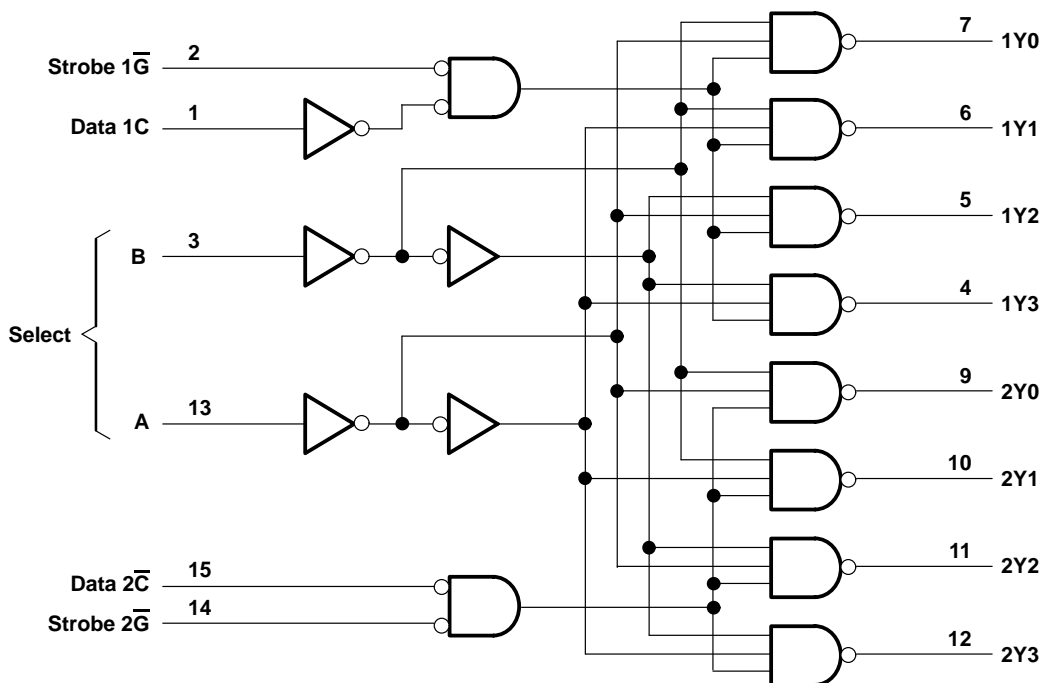 Strobe 1G̅ 2
Data 1C 1
B 3
Select
A 13
Data 2C̅ 15
Strobe 2G̅ 14
7 1Y0
6 1Y1
5 1Y2
4 1Y3
9 2Y0
10 2Y1
11 2Y2
12 2Y3